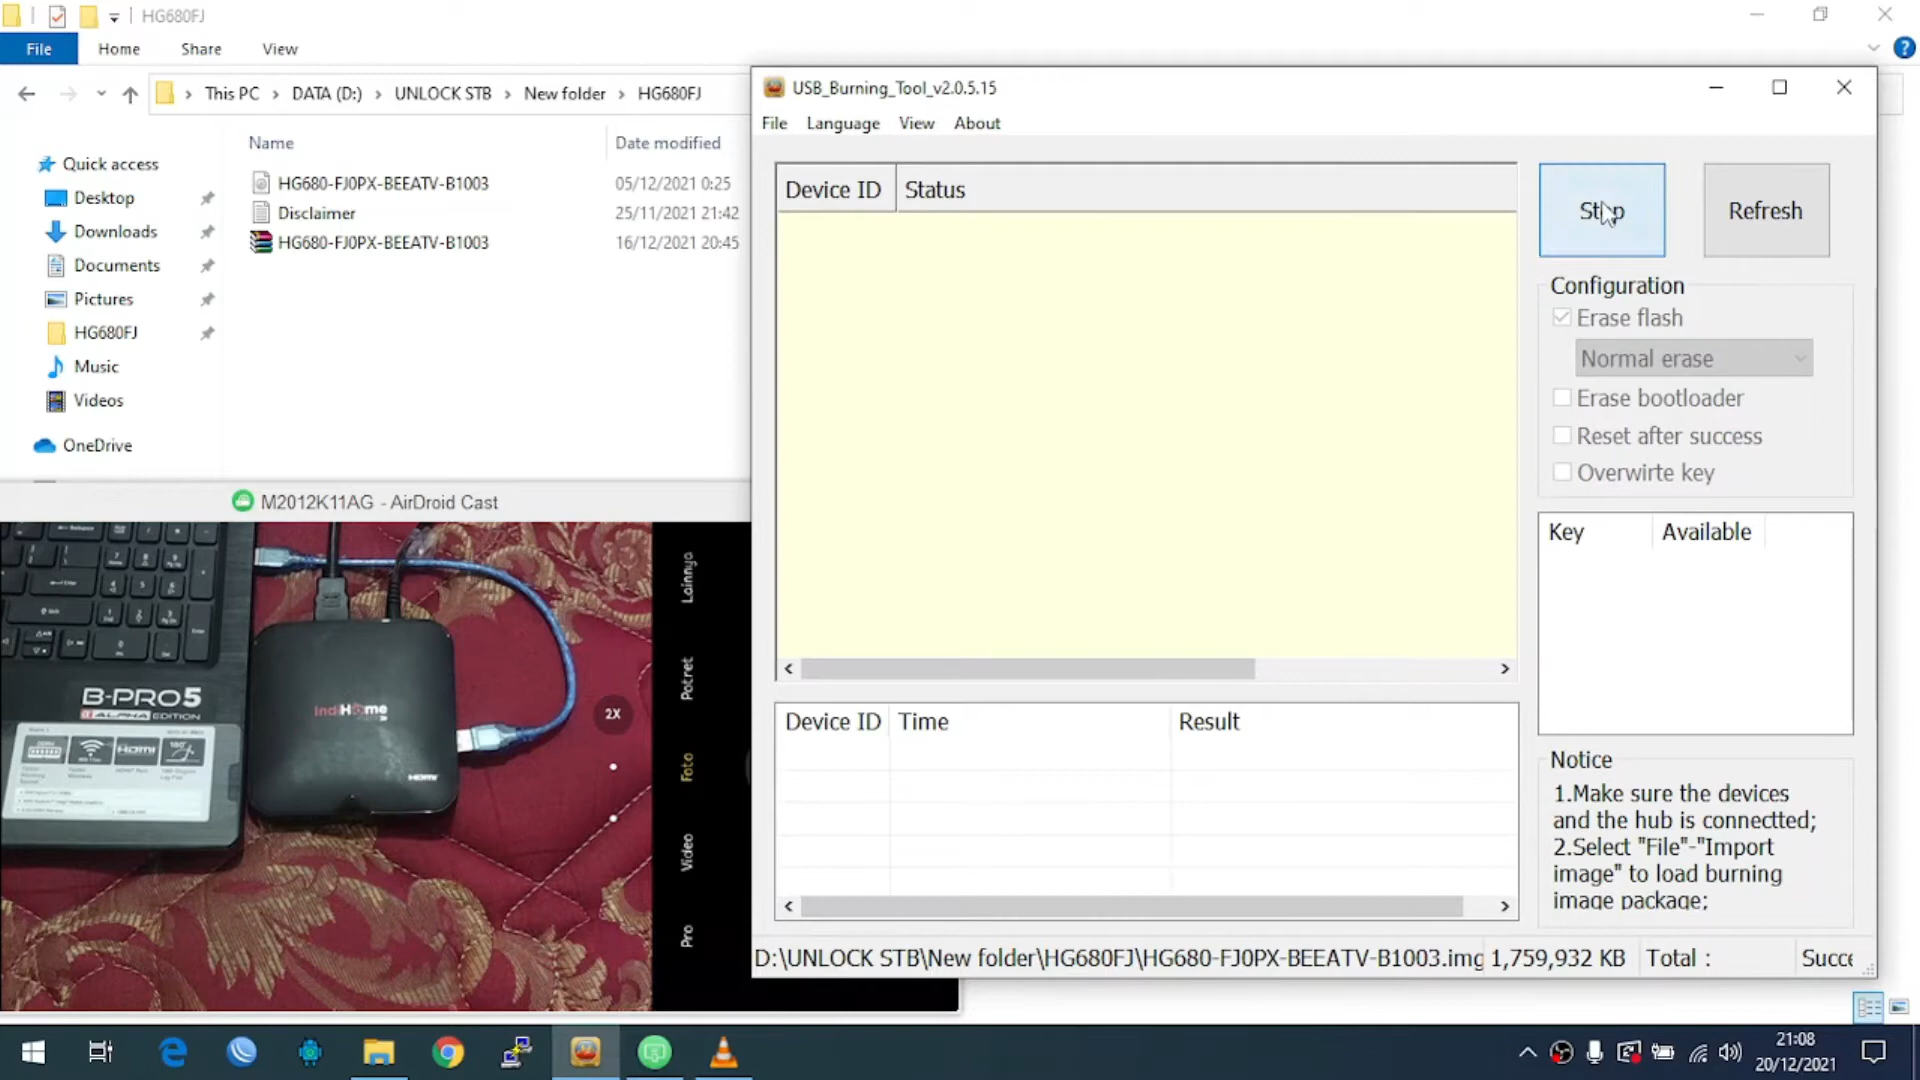 HG680FJ
File Home Share View
This PC > DATA (D:) > UNLOCK STB > New folder > HG680FJ
Name Date modified
Quick access
Desktop
Downloads
Documents
Pictures
HG680FJ
Music
Videos
OneDrive
HG680-FJ0PX-BEEATV-B1003 05/12/2021 0:25
Disclaimer 25/11/2021 21:42
HG680-FJ0PX-BEEATV-B1003 16/12/2021 20:45
M2012K11AG - AirDroid Cast
B-PRO5
ALPHA EDITION
HDMI
IndiHome
HDMI
2X
Lainnya
Potret
Foto
Video
Pro
USB_Burning_Tool_v2.0.5.15
File Language View About
Device ID Status
Stop Refresh
Configuration
Erase flash
Normal erase
Erase bootloader
Reset after success
Overwirte key
Key Available
Device ID Time Result
Notice
1.Make sure the devices
and the hub is connectted;
2.Select "File"-"Import
image" to load burning
image package;
D:\UNLOCK STB\New folder\HG680FJ\HG680-FJ0PX-BEEATV-B1003.img 1,759,932 KB Total : Succe
21:08
20/12/2021